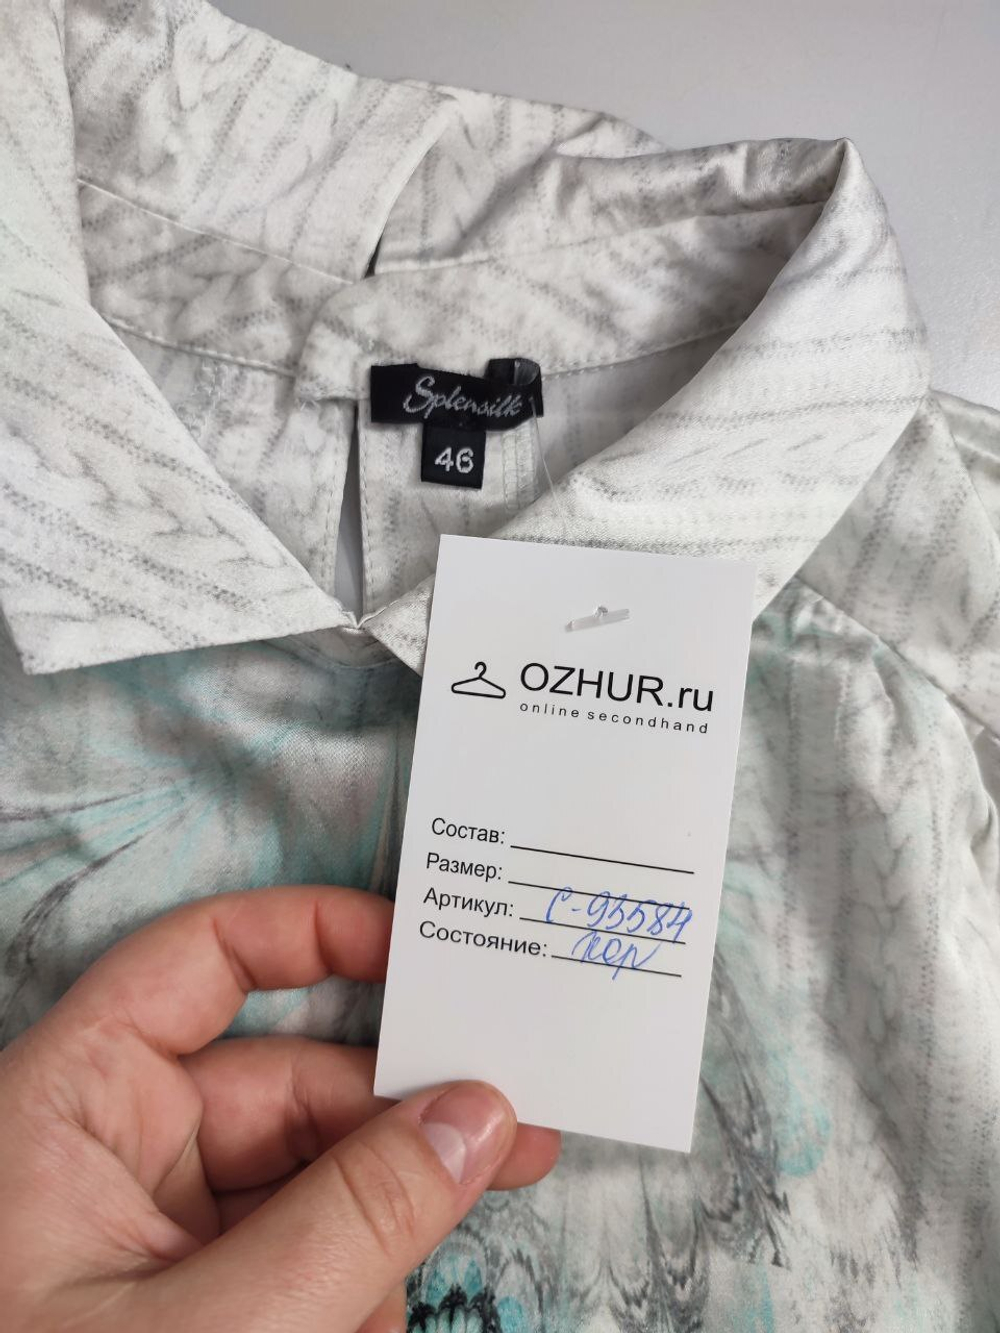 Splensilk
46
OZHUR.ru
online secondhand
Состав:
Размер:
Артикул: С-93584
Состояние: хор